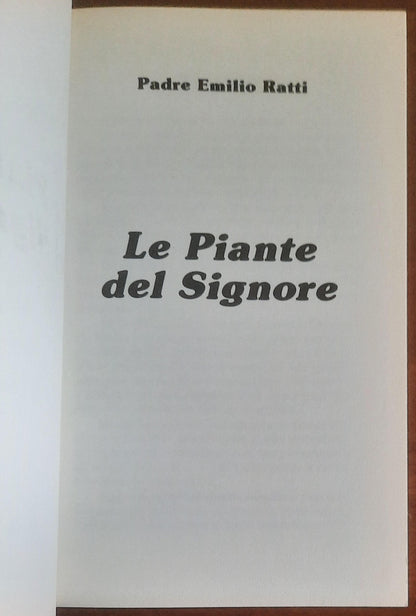 Padre Emilio Ratti
Le Piante
del Signore